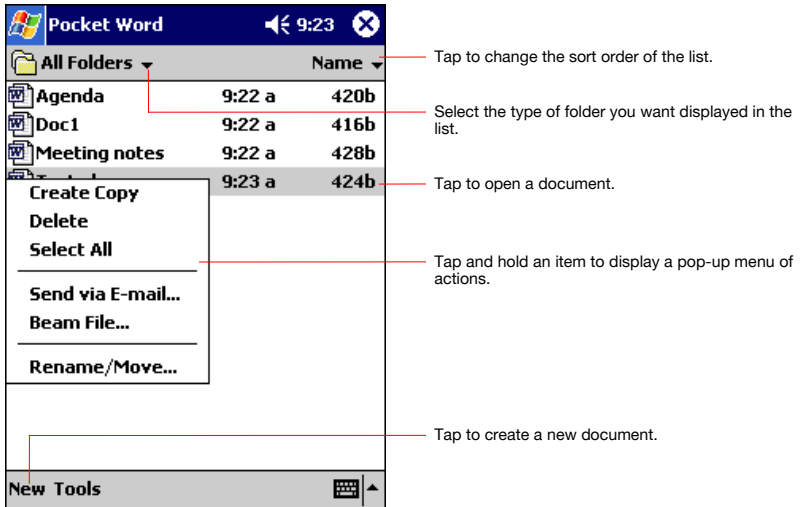 Pocket Word 9:23
All Folders Name
Agenda 9:22 a 420b
Doc1 9:22 a 416b
Meeting notes 9:22 a 428b
9:23 a 424b
Create Copy
Delete
Select All
Send via E-mail...
Beam File...
Rename/Move...
New Tools
Tap to change the sort order of the list.
Select the type of folder you want displayed in the
list.
Tap to open a document.
Tap and hold an item to display a pop-up menu of
actions.
Tap to create a new document.